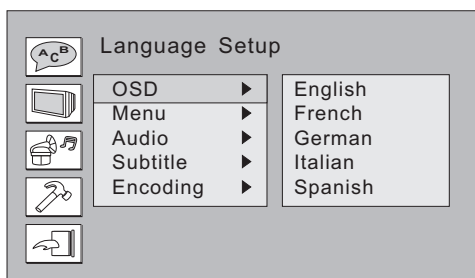 A C B
Language Setup
OSD ▶
Menu ▶
Audio ▶
Subtitle ▶
Encoding ▶
English
French
German
Italian
Spanish